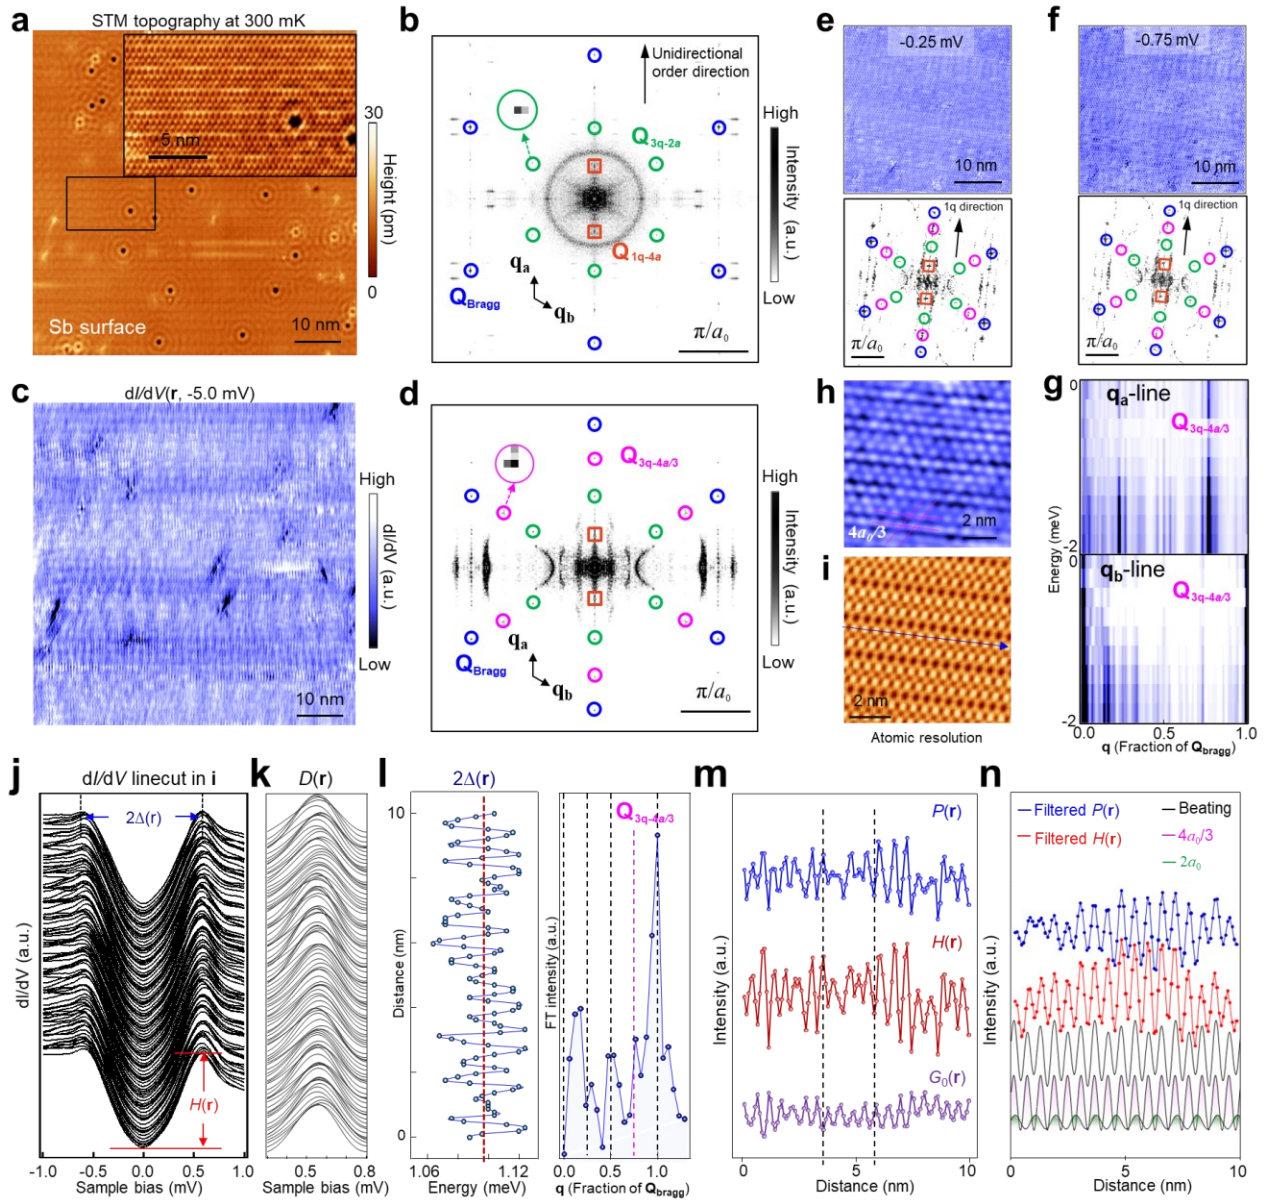 a
STM topography at 300 mK
5 nm
30
Height (pm)
0
Sb surface
10 nm
b
Unidirectional
order direction
Q3q-2a
Q1q-4a
qa
qb
QBragg
π/a0
High
Intensity (a.u.)
Low
c
dI/dV(r, -5.0 mV)
High
dI/dV (a.u.)
Low
10 nm
d
Q3q-4a/3
qa
qb
QBragg
π/a0
High
Intensity (a.u.)
Low
e
-0.25 mV
10 nm
1q direction
π/a0
f
-0.75 mV
10 nm
1q direction
π/a0
h
4a0/3
2 nm
i
2 nm
Atomic resolution
g
qa-line
Q3q-4a/3
qb-line
Q3q-4a/3
Energy (meV)
0
-2
0
-2
0.0 0.5 1.0
q (Fraction of Qbragg)
j
dI/dV linecut in i
2Δ(r)
H(r)
dI/dV (a.u.)
-1.0 -0.5 0.0 0.5 1.0
Sample bias (mV)
k
D(r)
0.5 0.8
Sample bias (mV)
l
2Δ(r)
10
Distance (nm)
0
1.06 1.12
Energy (meV)
Q3q-4a/3
FT intensity (a.u.)
0.0 0.5 1.0
q (Fraction of Qbragg)
m
P(r)
H(r)
G0(r)
Intensity (a.u.)
0 5 10
Distance (nm)
n
Filtered P(r)
Filtered H(r)
Beating
4a0/3
2a0
Intensity (a.u.)
0 5 10
Distance (nm)